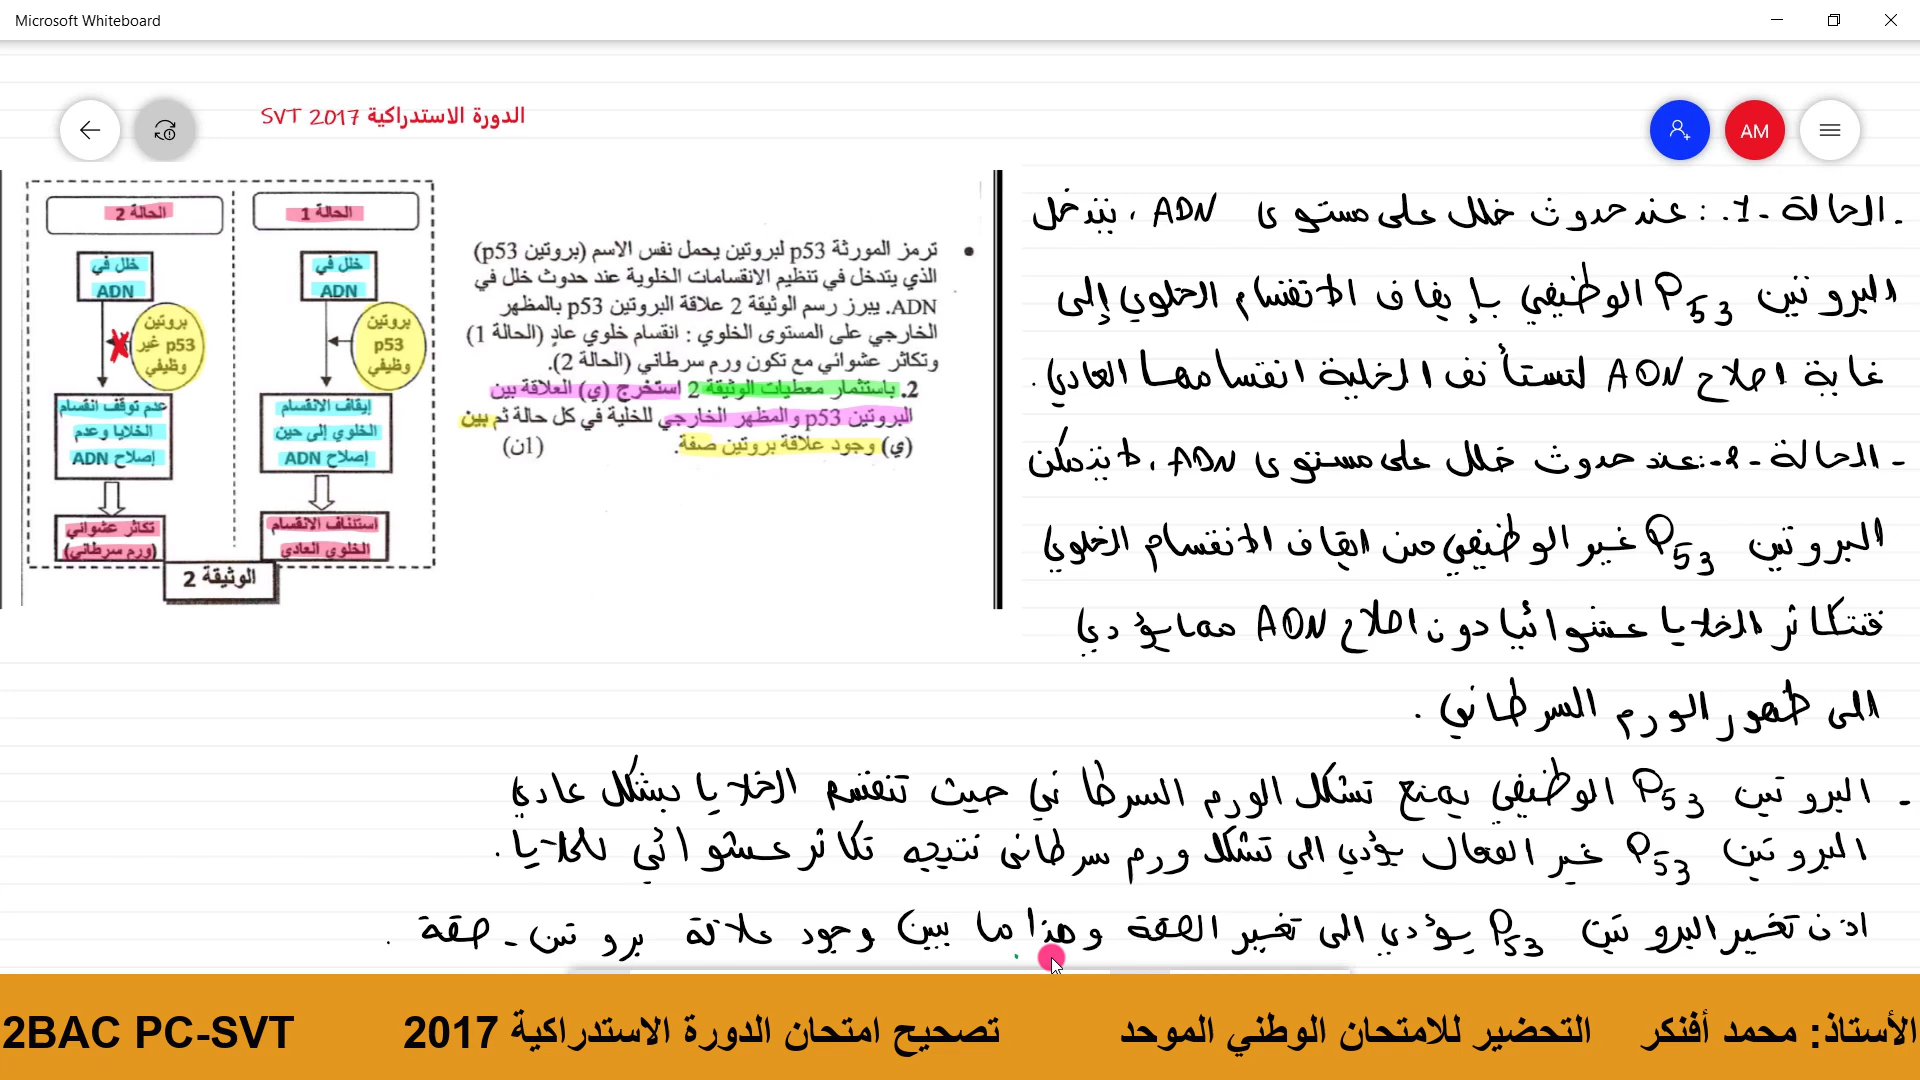 Microsoft Whiteboard
الدورة الاستدراكية SVT 2017
AM
الحالة 1
الحالة 2
خلل في
ADN
خلل في
ADN
بروتين
p53
وظيفي
بروتين
p53 غير
وظيفي
إيقاف الانقسام
الخلوي إلى حين
إصلاح ADN
عدم توقف انقسام
الخلايا وعدم
إصلاح ADN
استئناف الانقسام
الخلوي العادي
تكاثر عشوائي
(ورم سرطاني)
الوثيقة 2
• ترمز المورثة p53 لبروتين يحمل نفس الاسم (بروتين p53)
الذي يتدخل في تنظيم الانقسامات الخلوية عند حدوث خلل في
ADN. يبرز رسم الوثيقة 2 علاقة البروتين p53 بالمظهر
الخارجي على المستوى الخلوي : انقسام خلوي عادٍ (الحالة 1)
وتكاثر عشوائي مع تكون ورم سرطاني (الحالة 2).
2. باستثمار معطيات الوثيقة 2 استخرج (ي) العلاقة بين
البروتين p53 والمظهر الخارجي للخلية في كل حالة ثم بين
(ي) وجود علاقة بروتين صفة. (1ن)
- الحالة -1. : عند حدوث خلل على مستوى ADN ، يتدخل
البروتين P53 الوظيفي بإيقاف الانقسام الخلوي إلى
غاية اصلاح ADN لتستأنف الخلية انقسامها العادي .
- الحالة -2-: عند حدوث خلل على مستوى ADN ، لا يتمكن
البروتين P53 غير الوظيفي من ايقاف الانقسام الخلوي
فتتكاثر الخلايا عشوائيا دون اصلاح ADN مما يؤدي
الى ظهور الورم السرطاني .
- البروتين P53 الوظيفي يمنع تشكل الورم السرطاني حيث تنقسم الخلايا بشكل عادي
البروتين P53 غير الفعال يؤدي الى تشكل ورم سرطاني نتيجه تكاثر عشوائي للخلايا .
اذن تغير البروتين P53 يؤدي الى تغير الصفة وهذا ما يبين وجود علاقة بروتين - صفة .
الأستاذ: محمد أفنكر التحضير للامتحان الوطني الموحد تصحيح امتحان الدورة الاستدراكية 2017 2BAC PC-SVT